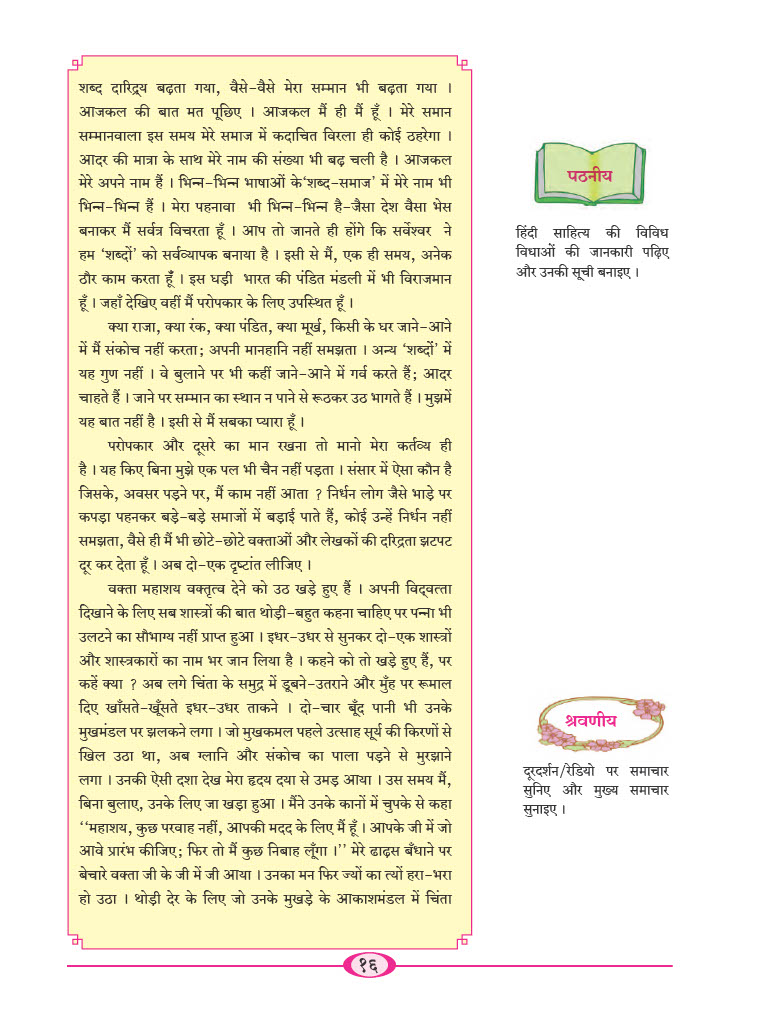 शब्द दारिद्र्य बढ़ता गया, वैसे-वैसे मेरा सम्मान भी बढ़ता गया ।
आजकल की बात मत पूछिए । आजकल मैं ही मैं हूँ । मेरे समान
सम्मानवाला इस समय मेरे समाज में कदाचित विरला ही कोई ठहरेगा ।
आदर की मात्रा के साथ मेरे नाम की संख्या भी बढ़ चली है । आजकल
मेरे अपने नाम हैं । भिन्न-भिन्न भाषाओं के‘शब्द-समाज’ में मेरे नाम भी
भिन्न-भिन्न हैं । मेरा पहनावा भी भिन्न-भिन्न है-जैसा देश वैसा भेस
बनाकर मैं सर्वत्र विचरता हूँ । आप तो जानते ही होंगे कि सर्वेश्वर ने
हम ‘शब्दों’ को सर्वव्यापक बनाया है । इसी से मैं, एक ही समय, अनेक
ठौर काम करता हूँ । इस घड़ी भारत की पंडित मंडली में भी विराजमान
हूँ । जहाँ देखिए वहीं मैं परोपकार के लिए उपस्थित हूँ ।
क्या राजा, क्या रंक, क्या पंडित, क्या मूर्ख, किसी के घर जाने-आने
में मैं संकोच नहीं करता; अपनी मानहानि नहीं समझता । अन्य ‘शब्दों’ में
यह गुण नहीं । वे बुलाने पर भी कहीं जाने-आने में गर्व करते हैं; आदर
चाहते हैं । जाने पर सम्मान का स्थान न पाने से रूठकर उठ भागते हैं । मुझमें
यह बात नहीं है । इसी से मैं सबका प्यारा हूँ ।
परोपकार और दूसरे का मान रखना तो मानो मेरा कर्तव्य ही
है । यह किए बिना मुझे एक पल भी चैन नहीं पड़ता । संसार में ऐसा कौन है
जिसके, अवसर पड़ने पर, मैं काम नहीं आता ? निर्धन लोग जैसे भाड़े पर
कपड़ा पहनकर बड़े-बड़े समाजों में बड़ाई पाते हैं, कोई उन्हें निर्धन नहीं
समझता, वैसे ही मैं भी छोटे-छोटे वक्ताओं और लेखकों की दरिद्रता झटपट
दूर कर देता हूँ । अब दो-एक दृष्टांत लीजिए ।
वक्ता महाशय वक्तृत्व देने को उठ खड़े हुए हैं । अपनी विद्वत्ता
दिखाने के लिए सब शास्त्रों की बात थोड़ी-बहुत कहना चाहिए पर पन्ना भी
उलटने का सौभाग्य नहीं प्राप्त हुआ । इधर-उधर से सुनकर दो-एक शास्त्रों
और शास्त्रकारों का नाम भर जान लिया है । कहने को तो खड़े हुए हैं, पर
कहें क्या ? अब लगे चिंता के समुद्र में डूबने-उतराने और मुँह पर रूमाल
दिए खाँसते-खूँसते इधर-उधर ताकने । दो-चार बूँद पानी भी उनके
मुखमंडल पर झलकने लगा । जो मुखकमल पहले उत्साह सूर्य की किरणों से
खिल उठा था, अब ग्लानि और संकोच का पाला पड़ने से मुरझाने
लगा । उनकी ऐसी दशा देख मेरा हृदय दया से उमड़ आया । उस समय मैं,
बिना बुलाए, उनके लिए जा खड़ा हुआ । मैंने उनके कानों में चुपके से कहा
‘‘महाशय, कुछ परवाह नहीं, आपकी मदद के लिए मैं हूँ । आपके जी में जो
आवे प्रारंभ कीजिए; फिर तो मैं कुछ निबाह लूँगा ।’’ मेरे ढाढ़स बँधाने पर
बेचारे वक्ता जी के जी में जी आया । उनका मन फिर ज्यों का त्यों हरा-भरा
हो उठा । थोड़ी देर के लिए जो उनके मुखड़े के आकाशमंडल में चिंता
पठनीय
हिंदी साहित्य की विविध
विधाओं की जानकारी पढ़िए
और उनकी सूची बनाइए ।
श्रवणीय
दूरदर्शन/रेडियो पर समाचार
सुनिए और मुख्य समाचार
सुनाइए ।
१६